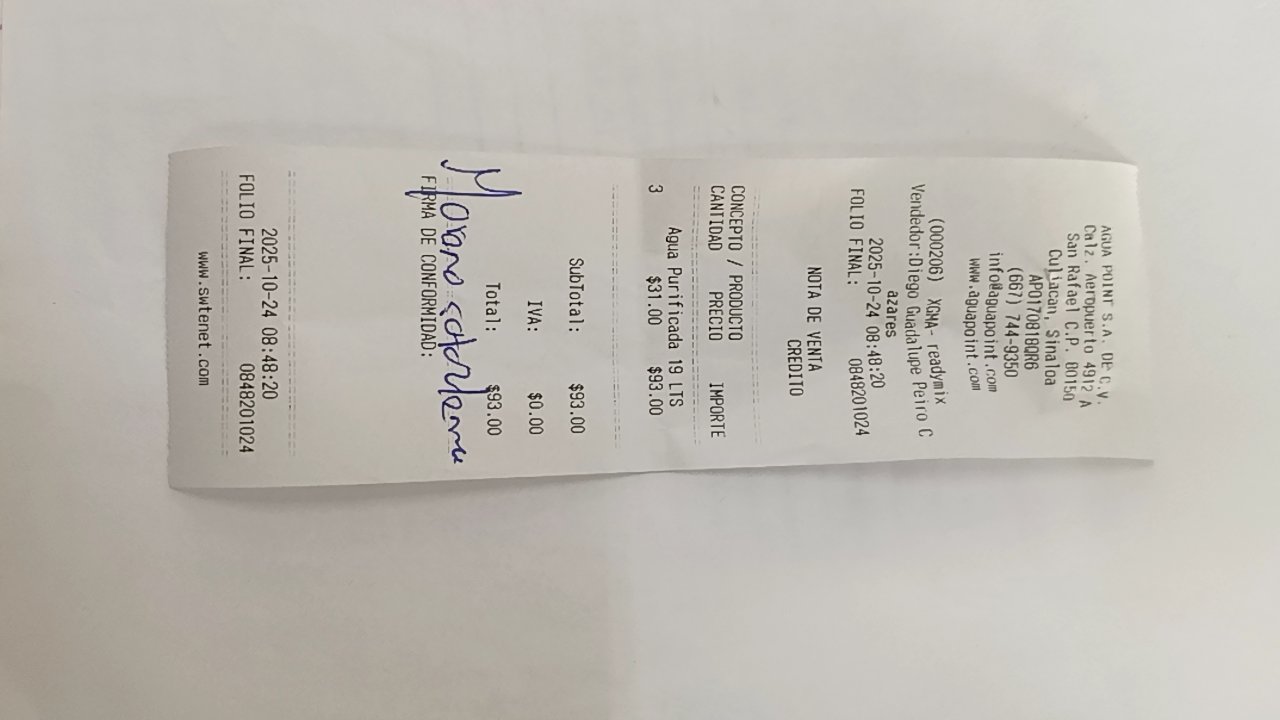 AGUA POINT S.A. DE C.V.
Calz. Aeropuerto 4912 A
San Rafael C.P. 80150
Culiacan, Sinaloa
APO170818QR6
(667) 744-9350
info@aguapoint.com
www.aguapoint.com
(000206) XGMA- readymix
Vendedor:Diego Guadalupe Peiro C
azares
2025-10-24 08:48:20
FOLIO FINAL: 0848201024
NOTA DE VENTA
CREDITO
CONCEPTO / PRODUCTO
CANTIDAD PRECIO IMPORTE
Agua Purificada 19 LTS
3 $31.00 $93.00
SubTotal: $93.00
IVA: $0.00
Total: $93.00
FIRMA DE CONFORMIDAD:
2025-10-24 08:48:20
FOLIO FINAL: 0848201024
www.swtenet.com